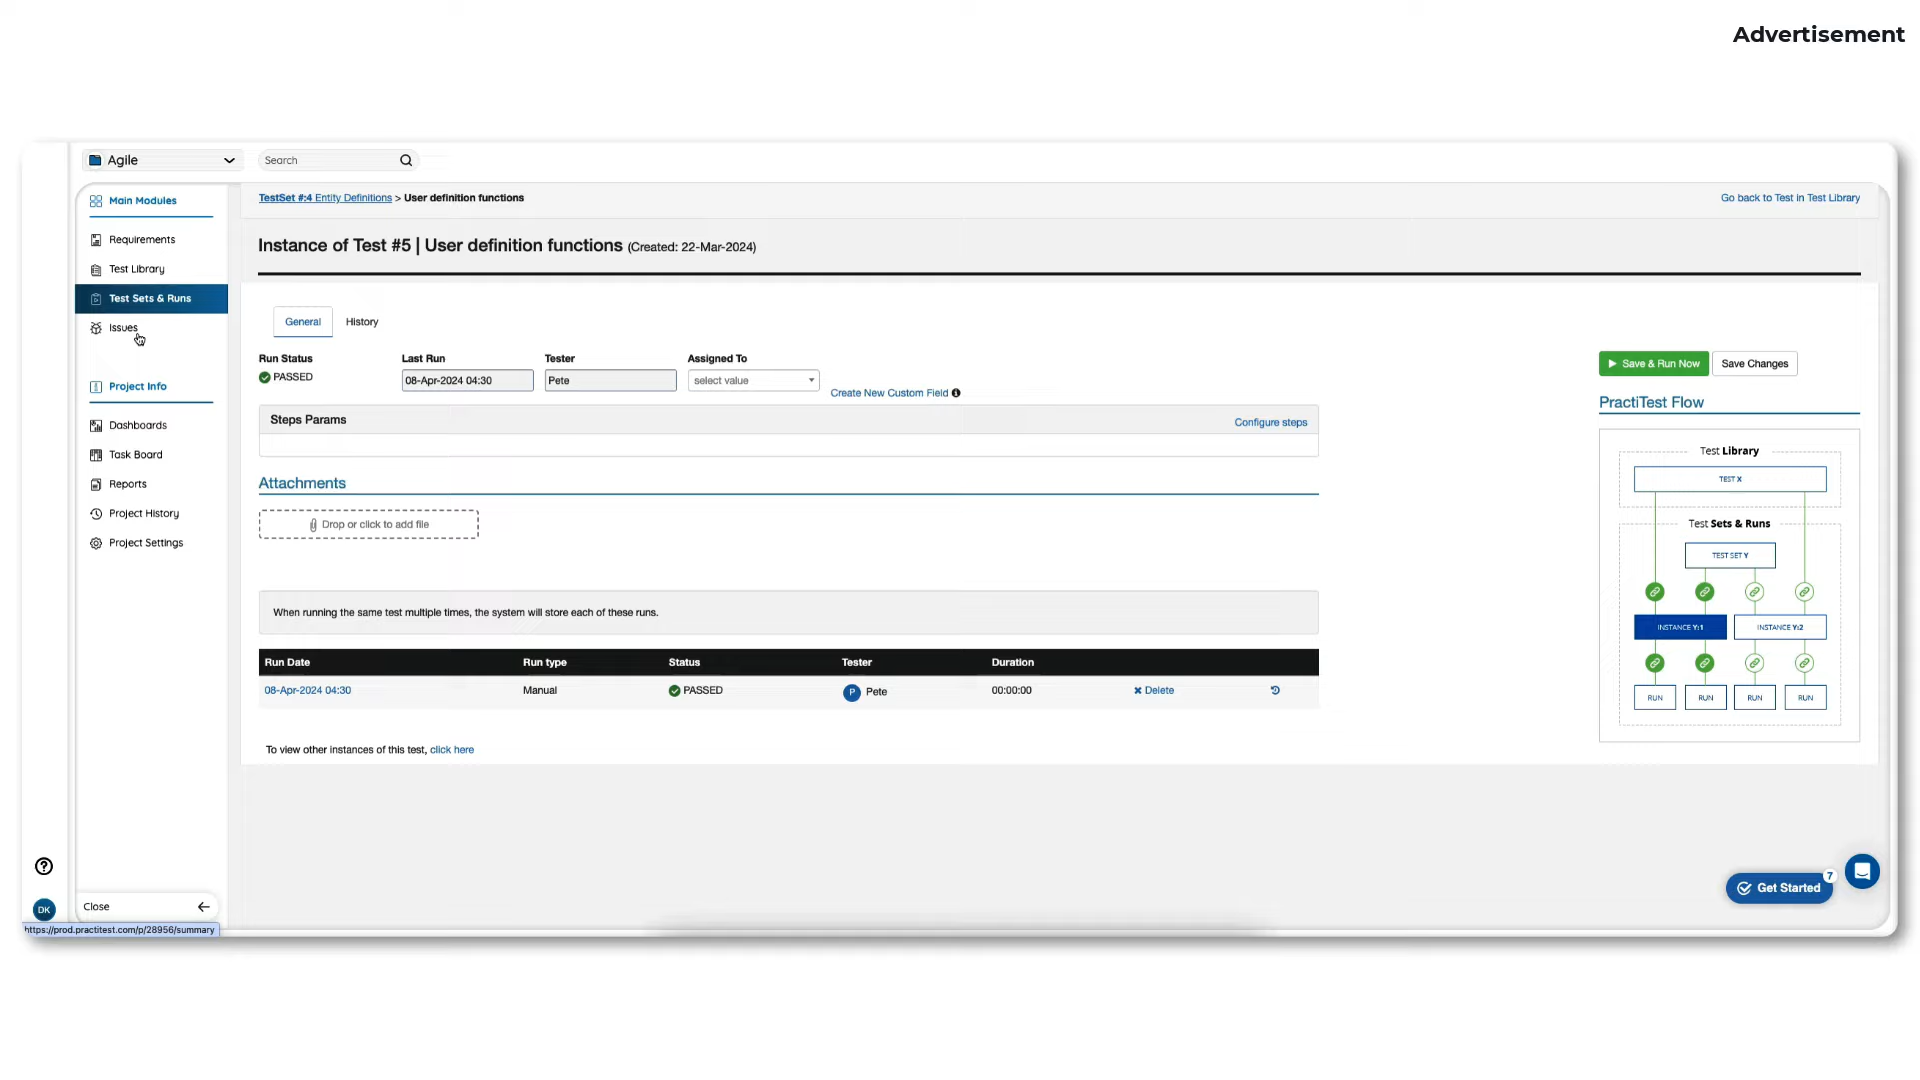 Advertisement
Agile
Search
Main Modules
Requirements
Test Library
Test Sets & Runs
Issues
Project Info
Dashboards
Task Board
Reports
Project History
Project Settings
Close
DK
https://prod.practitest.com/p/28956/summary
TestSet #:4 Entity Definitions > User definition functions
Go back to Test in Test Library
Instance of Test #5 | User definition functions (Created: 22-Mar-2024)
General History
Run Status Last Run Tester Assigned To
PASSED 08-Apr-2024 04:30 Pete select value
Create New Custom Field
Steps Params Configure steps
Attachments
Drop or click to add file
When running the same test multiple times, the system will store each of these runs.
Run Date Run type Status Tester Duration
08-Apr-2024 04:30 Manual PASSED P Pete 00:00:00 Delete
To view other instances of this test, click here
Save & Run Now Save Changes
PractiTest Flow
Test Library
TEST X
Test Sets & Runs
TEST SET Y
INSTANCE Y:1 INSTANCE Y:2
RUN RUN RUN RUN
Get Started 7